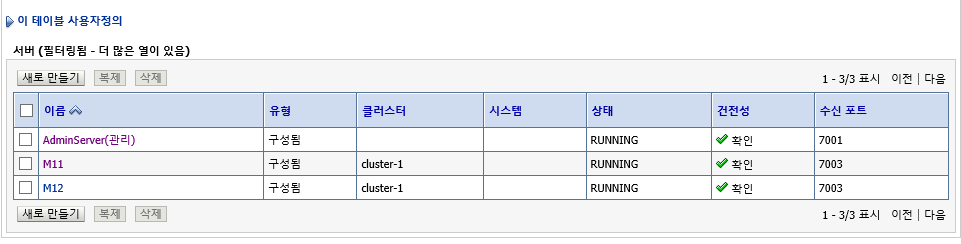 이 테이블 사용자정의
서버 (필터링됨 - 더 많은 열이 있음)
새로 만들기 복제 삭제 1 - 3/3 표시 이전 | 다음
이름 유형 클러스터 시스템 상태 건전성 수신 포트
AdminServer(관리) 구성됨 RUNNING 확인 7001
M11 구성됨 cluster-1 RUNNING 확인 7003
M12 구성됨 cluster-1 RUNNING 확인 7003
새로 만들기 복제 삭제 1 - 3/3 표시 이전 | 다음